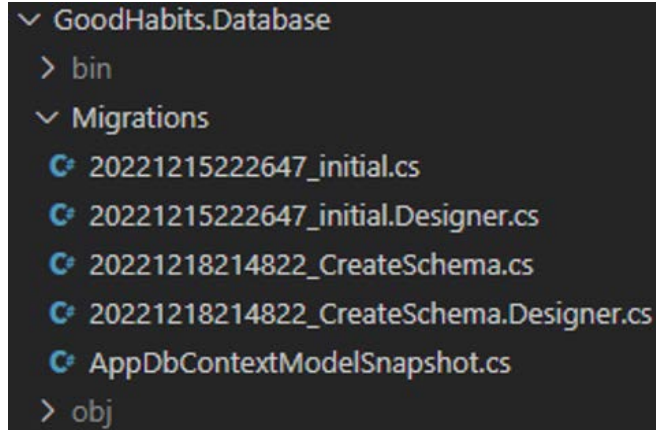 GoodHabits.Database
bin
Migrations
C# 20221215222647_initial.cs
C# 20221215222647_initial.Designer.cs
C# 20221218214822_CreateSchema.cs
C# 20221218214822_CreateSchema.Designer.cs
C# AppDbContextModelSnapshot.cs
obj